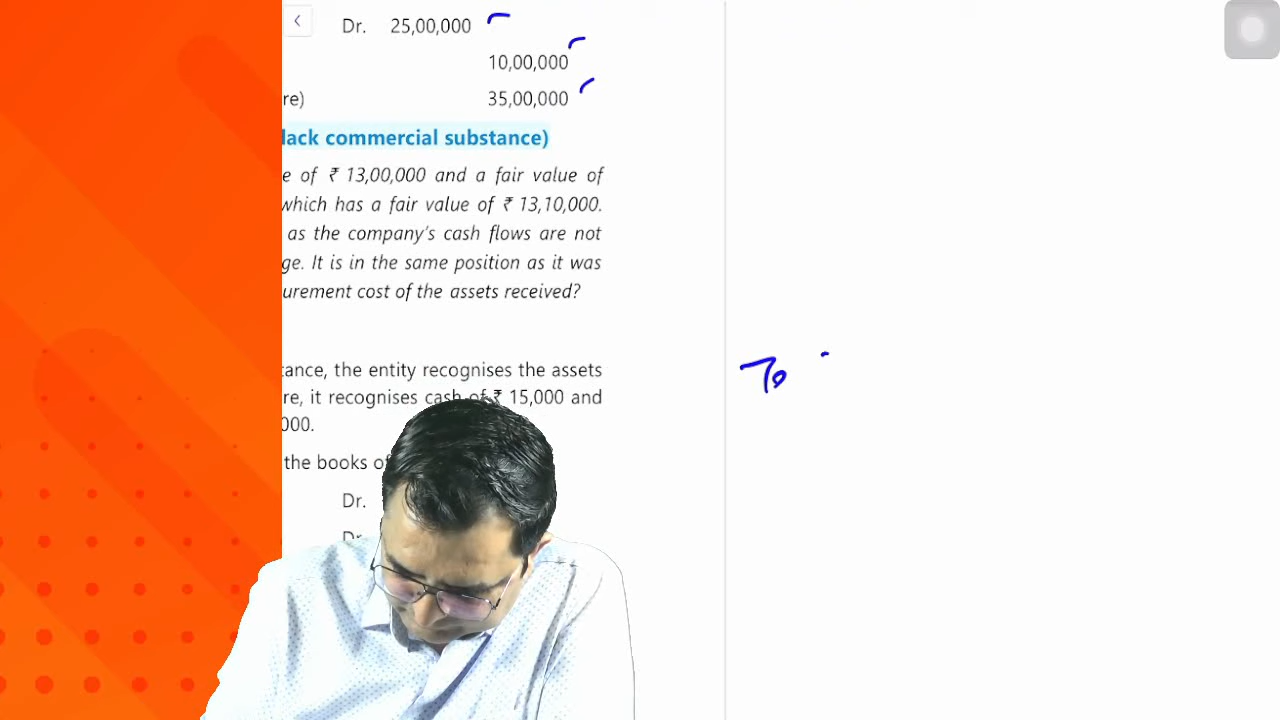 Dr. 25,00,000
10,00,000
re) 35,00,000
lack commercial substance)
e of ₹ 13,00,000 and a fair value of
which has a fair value of ₹ 13,10,000.
as the company's cash flows are not
ge. It is in the same position as it was
urement cost of the assets received?
tance, the entity recognises the assets
re, it recognises cash of ₹ 15,000 and
000.
the books of
Dr.
Dr.
To